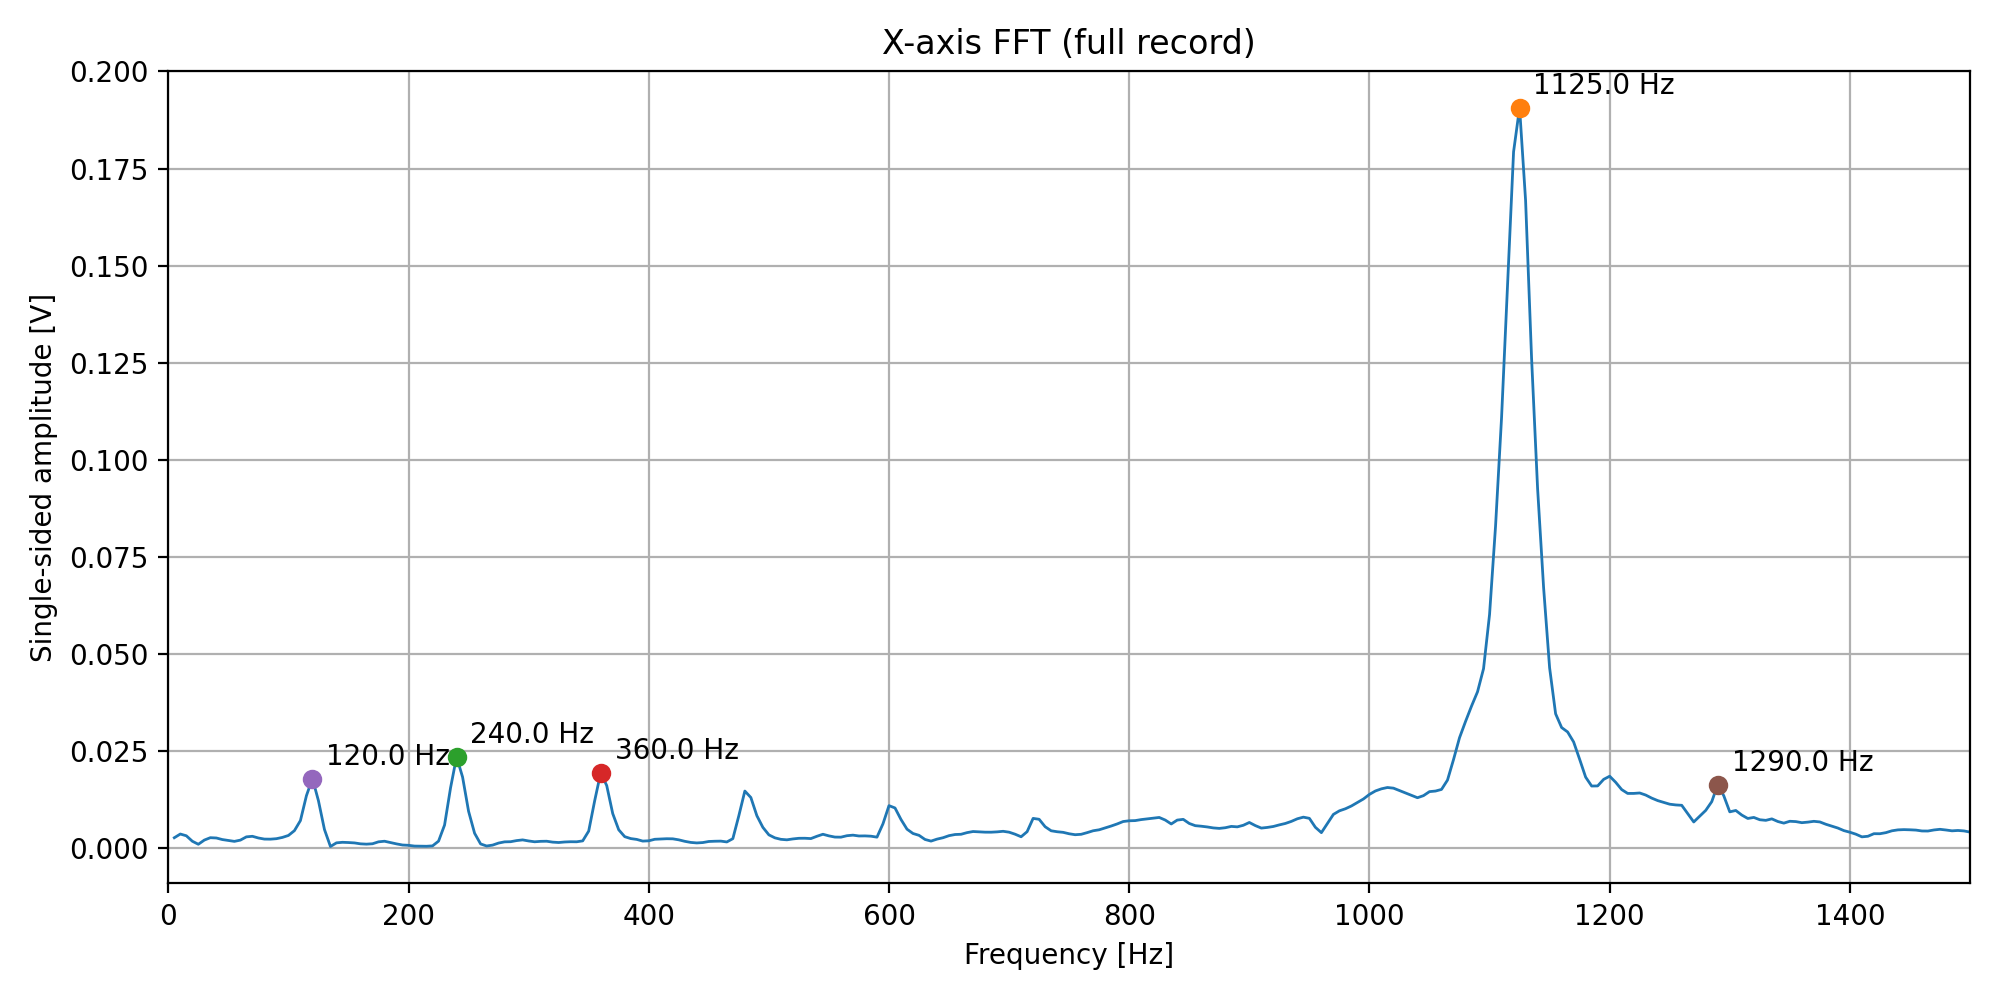 X-axis FFT (full record)
Single-sided amplitude [V]
0.200
0.175
0.150
0.125
0.100
0.075
0.050
0.025
0.000
1125.0 Hz
120.0 Hz
240.0 Hz
360.0 Hz
1290.0 Hz
0
200
400
600
800
1000
1200
1400
Frequency [Hz]